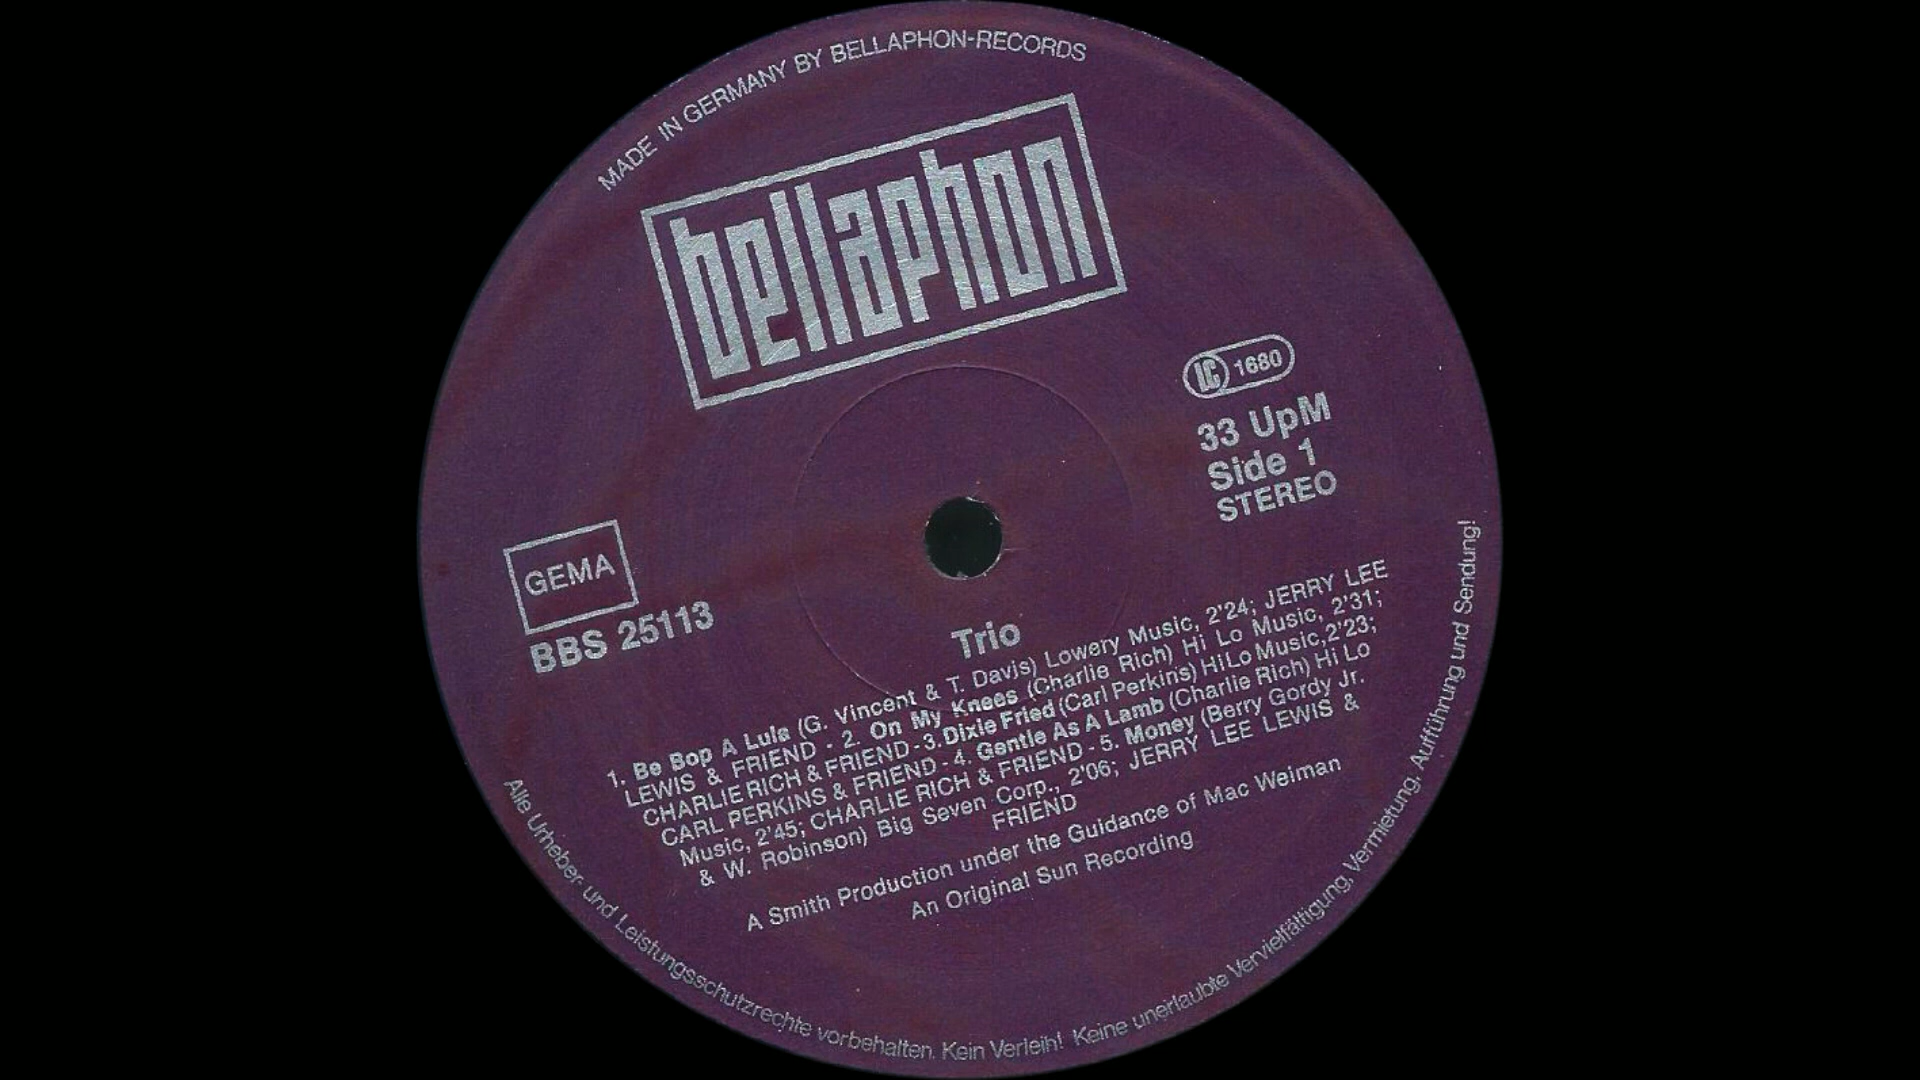 MADE IN GERMANY BY BELLAPHON-RECORDS
bellaphon
LC 1680
33 UpM
Side 1
STEREO
GEMA
BBS 25113
Trio
1. Be Bop A Lula (G. Vincent & T. Davis) Lowery Music, 2'24; JERRY LEE
LEWIS & FRIEND - 2. On My Knees (Charlie Rich) Hi Lo Music, 2'31;
CHARLIE RICH & FRIEND - 3. Dixie Fried (Carl Perkins) Hi Lo Music, 2'23;
CARL PERKINS & FRIEND - 4. Gentle As A Lamb (Charlie Rich) Hi Lo
Music, 2'45; CHARLIE RICH & FRIEND - 5. Money (Berry Gordy Jr.
& W. Robinson) Big Seven Corp., 2'06; JERRY LEE LEWIS &
FRIEND
A Smith Production under the Guidance of Mac Weiman
An Original Sun Recording
Alle Urheber- und Leistungsschutzrechte vorbehalten. Kein Verleih! Keine unerlaubte Vervielfältigung, Vermietung, Aufführung und Sendung!